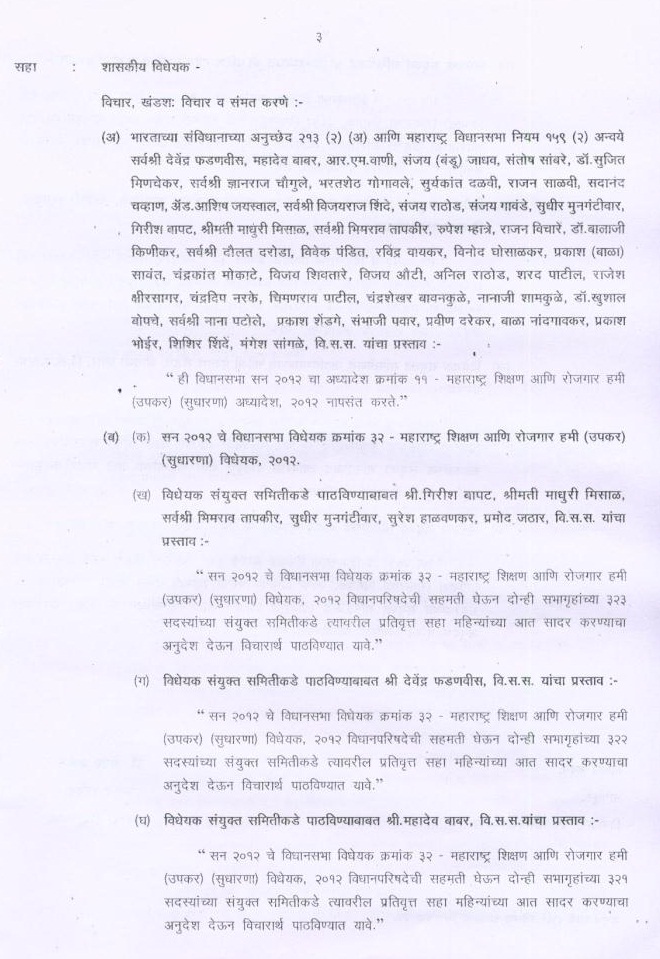 ३
सहा : शासकीय विधेयक -
विचार, खंडश: विचार व संमत करणे :-
(अ) भारताच्या संविधानाच्या अनुच्छेद २१३ (२) (अ) आणि महाराष्ट्र विधानसभा नियम १५९ (२) अन्वये
सर्वश्री देवेंद्र फडणवीस, महादेव बाबर, आर.एम.वाणी, संजय (बंडू) जाधव, संतोष सांबरे, डॉ.सुजित
मिणचेकर, सर्वश्री ज्ञानराज चौगुले, भरतशेठ गोगावले, सुर्यकांत दळवी, राजन साळवी, सदानंद
चव्हाण, ॲड.आशिष जयस्वाल, सर्वश्री विजयराज शिंदे, संजय राठोड, संजय गावंडे, सुधीर मुनगंटीवार,
गिरीश बापट, श्रीमती माधुरी मिसाळ, सर्वश्री भिमराव तापकीर, रुपेश म्हात्रे, राजन विचारे, डॉ.बालाजी
किणीकर, सर्वश्री दौलत दरोडा, विवेक पंडित, रविंद्र वायकर, विनोद घोसाळकर, प्रकाश (बाळा)
सावंत, चंद्रकांत मोकाटे, विजय शिवतारे, विजय औटी, अनिल राठोड, शरद पाटील, राजेश
क्षीरसागर, चंद्रदिप नरके, चिमणराव पाटील, चंद्रशेखर बावनकुळे, नानाजी शामकुळे, डॉ.खुशाल
बोपचे, सर्वश्री नाना पटोले, प्रकाश शेंडगे, संभाजी पवार, प्रवीण दरेकर, बाळा नांदगावकर, प्रकाश
भोईर, शिशिर शिंदे, मंगेश सांगळे, वि.स.स. यांचा प्रस्ताव :-
“ ही विधानसभा सन २०१२ चा अध्यादेश क्रमांक ११ - महाराष्ट्र शिक्षण आणि रोजगार हमी
(उपकर) (सुधारणा) अध्यादेश, २०१२ नापसंत करते.”
(ब) (क) सन २०१२ चे विधानसभा विधेयक क्रमांक ३२ - महाराष्ट्र शिक्षण आणि रोजगार हमी (उपकर)
(सुधारणा) विधेयक, २०१२.
(ख) विधेयक संयुक्त समितीकडे पाठविण्याबाबत श्री.गिरीश बापट, श्रीमती माधुरी मिसाळ,
सर्वश्री भिमराव तापकीर, सुधीर मुनगंटीवार, सुरेश हाळवणकर, प्रमोद जठार, वि.स.स. यांचा
प्रस्ताव :-
“ सन २०१२ चे विधानसभा विधेयक क्रमांक ३२ - महाराष्ट्र शिक्षण आणि रोजगार हमी
(उपकर) (सुधारणा) विधेयक, २०१२ विधानपरिषदेची सहमती घेऊन दोन्ही सभागृहांच्या ३२३
सदस्यांच्या संयुक्त समितीकडे त्यावरील प्रतिवृत्त सहा महिन्यांच्या आत सादर करण्याचा
अनुदेश देऊन विचारार्थ पाठविण्यात यावे.”
(ग) विधेयक संयुक्त समितीकडे पाठविण्याबाबत श्री देवेंद्र फडणवीस, वि.स.स. यांचा प्रस्ताव :-
“ सन २०१२ चे विधानसभा विधेयक क्रमांक ३२ - महाराष्ट्र शिक्षण आणि रोजगार हमी
(उपकर) (सुधारणा) विधेयक, २०१२ विधानपरिषदेची सहमती घेऊन दोन्ही सभागृहांच्या ३२२
सदस्यांच्या संयुक्त समितीकडे त्यावरील प्रतिवृत्त सहा महिन्यांच्या आत सादर करण्याचा
अनुदेश देऊन विचारार्थ पाठविण्यात यावे.”
(घ) विधेयक संयुक्त समितीकडे पाठविण्याबाबत श्री.महादेव बाबर, वि.स.स.यांचा प्रस्ताव :-
“ सन २०१२ चे विधानसभा विधेयक क्रमांक ३२ - महाराष्ट्र शिक्षण आणि रोजगार हमी
(उपकर) (सुधारणा) विधेयक, २०१२ विधानपरिषदेची सहमती घेऊन दोन्ही सभागृहांच्या ३२१
सदस्यांच्या संयुक्त समितीकडे त्यावरील प्रतिवृत्त सहा महिन्यांच्या आत सादर करण्याचा
अनुदेश देऊन विचारार्थ पाठविण्यात यावे.”